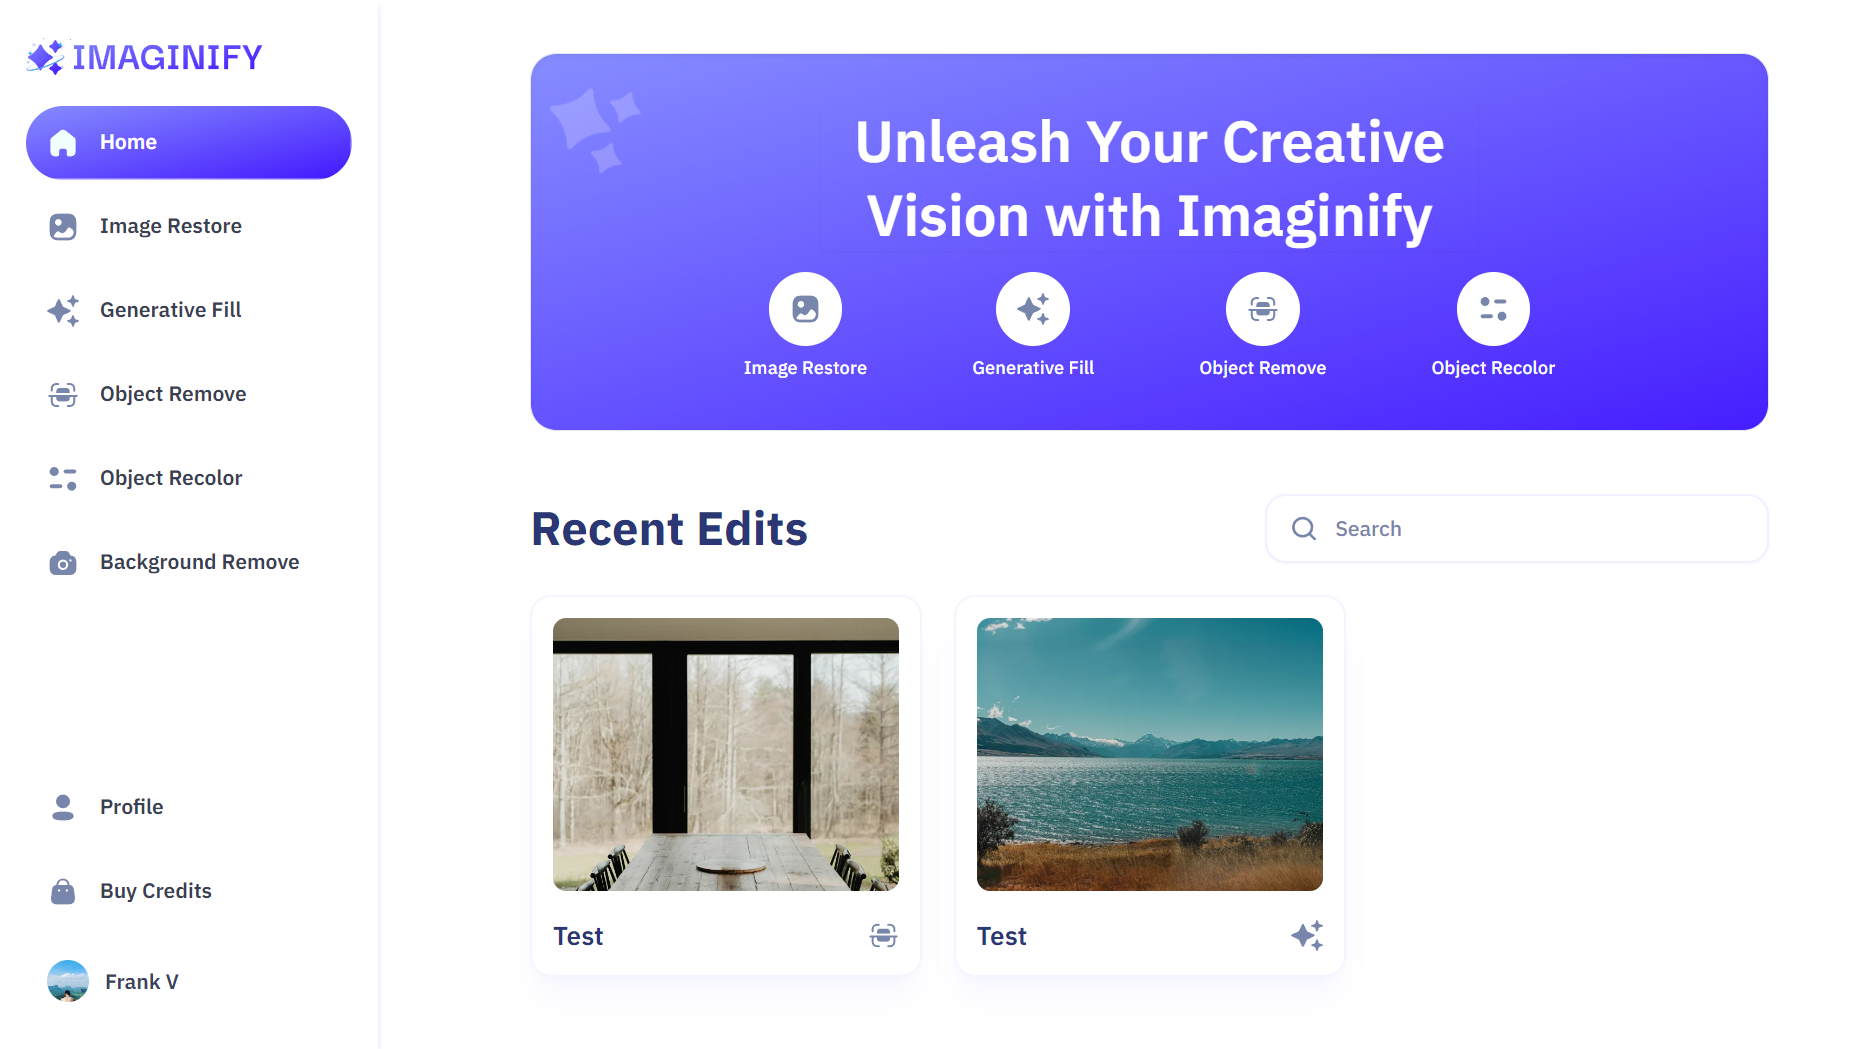 IMAGINIFY
Home
Image Restore
Generative Fill
Object Remove
Object Recolor
Background Remove
Profile
Buy Credits
Frank V
Unleash Your Creative
Vision with Imaginify
Image Restore
Generative Fill
Object Remove
Object Recolor
Recent Edits
Search
Test
Test